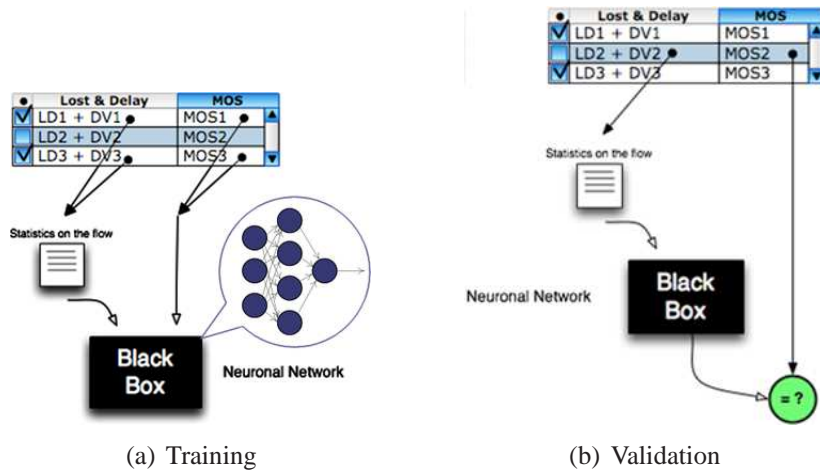 Lost & Delay MOS
LD1 + DV1 MOS1
LD2 + DV2 MOS2
LD3 + DV3 MOS3
Statistics on the flow
Black
Box
Neuronal Network
(a) Training
Lost & Delay MOS
LD1 + DV1 MOS1
LD2 + DV2 MOS2
LD3 + DV3 MOS3
Statistics on the flow
Neuronal Network
Black
Box
= ?
(b) Validation